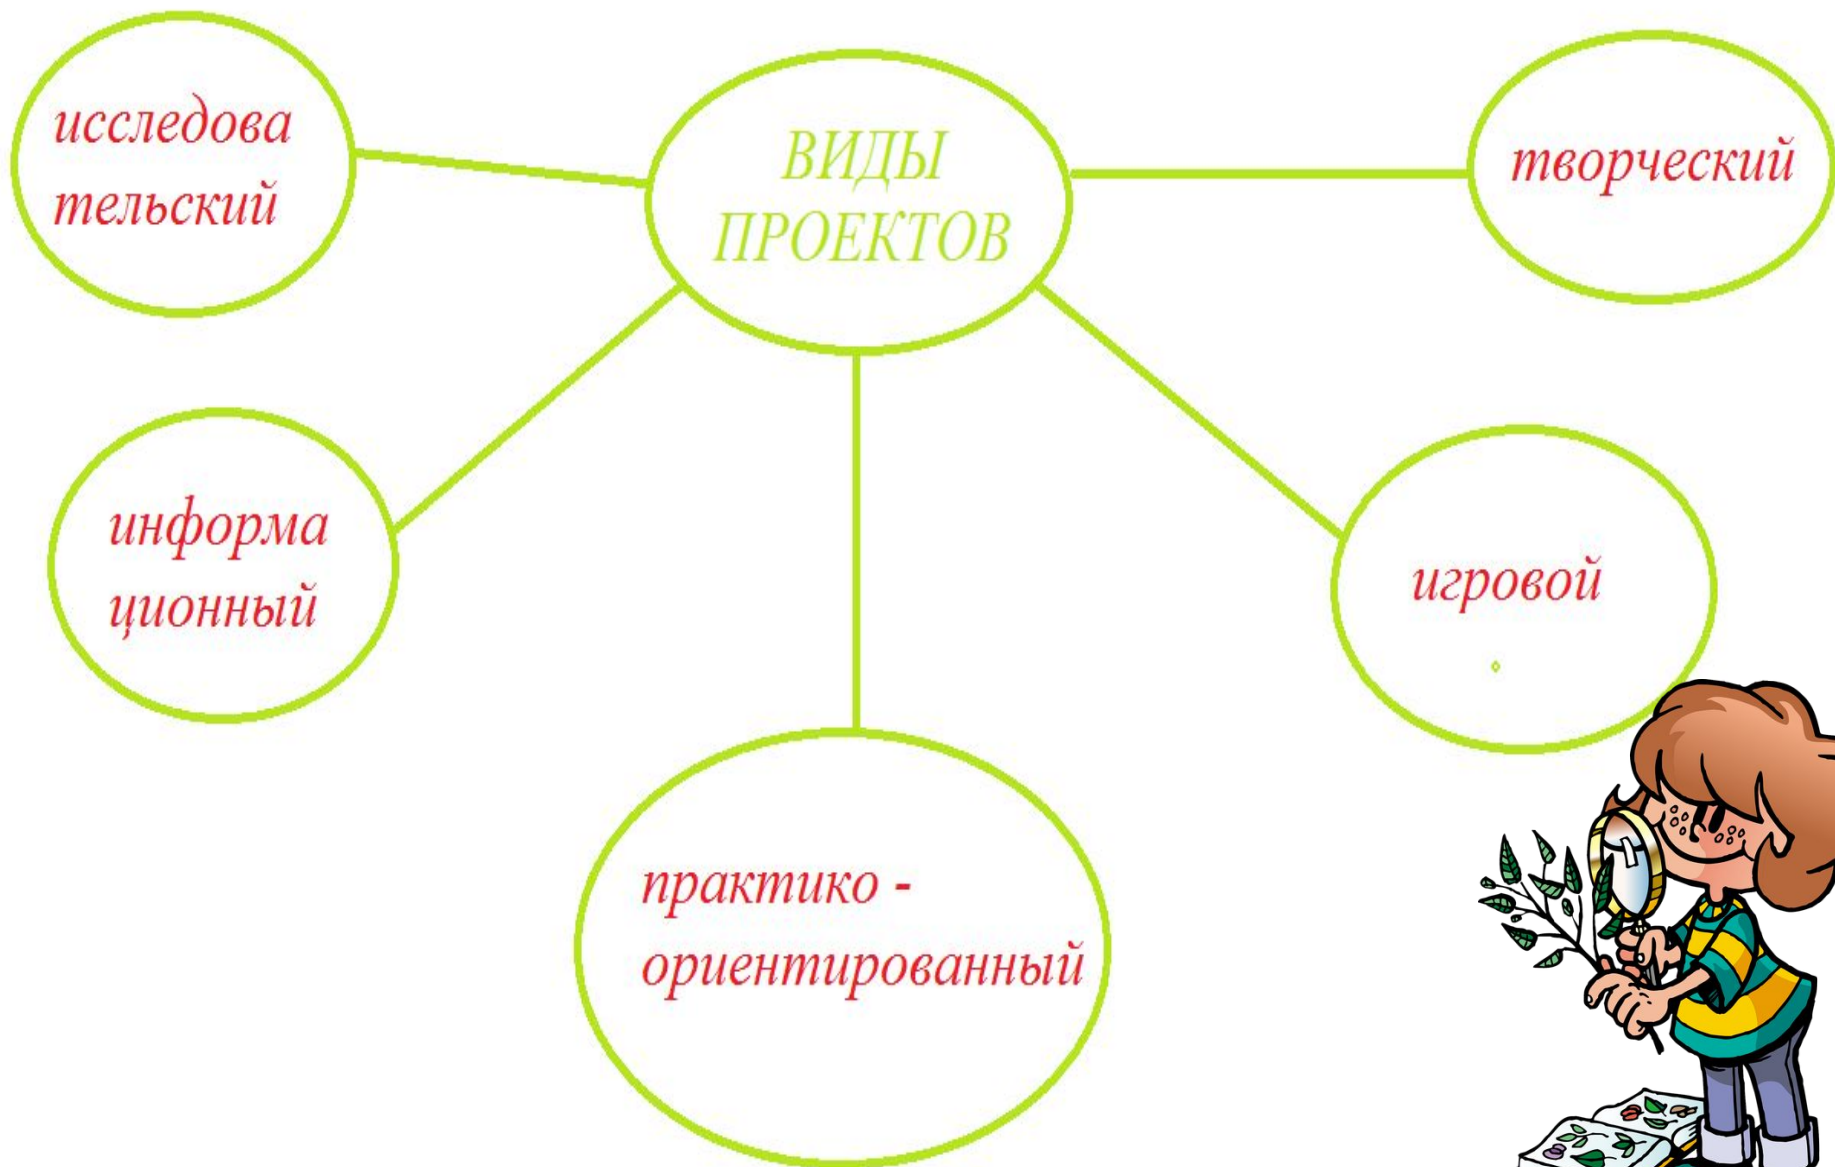 ВИДЫ
ПРОЕКТОВ
исследова
тельский
творческий
информа
ционный
игровой
практико -
ориентированный